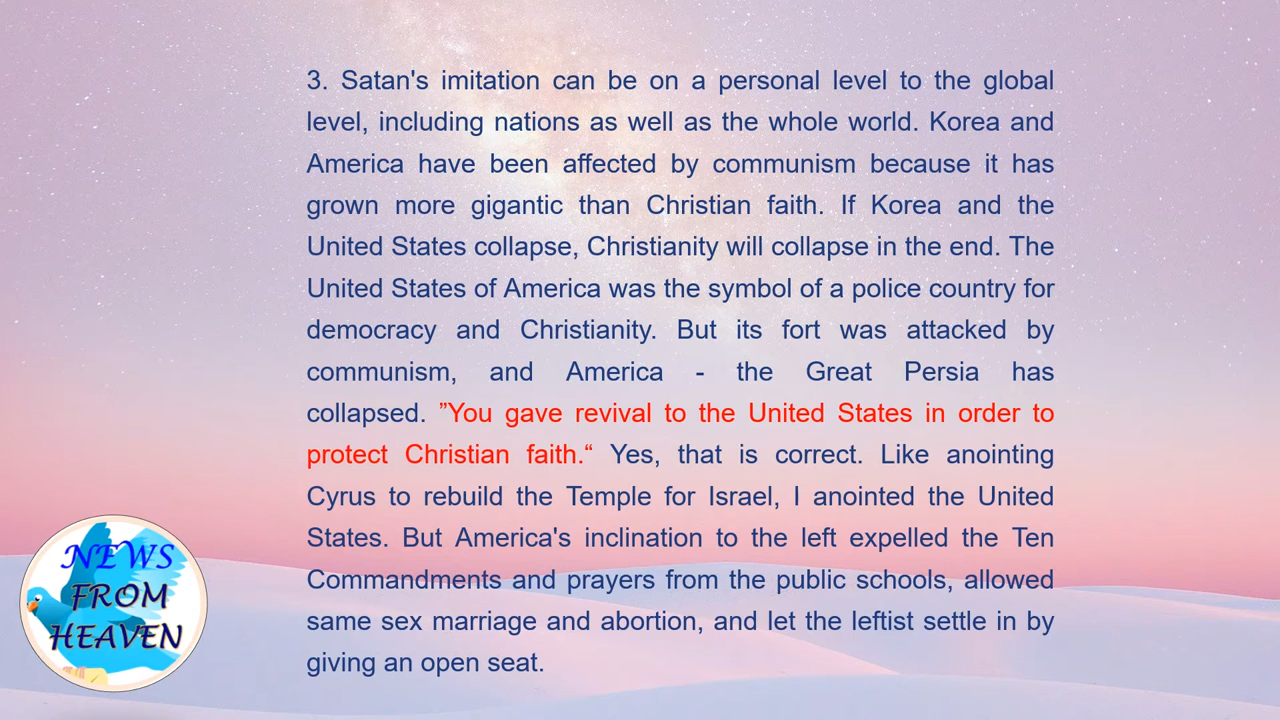 3. Satan's imitation can be on a personal level to the global
level, including nations as well as the whole world. Korea and
America have been affected by communism because it has
grown more gigantic than Christian faith. If Korea and the
United States collapse, Christianity will collapse in the end. The
United States of America was the symbol of a police country for
democracy and Christianity. But its fort was attacked by
communism, and America - the Great Persia has
collapsed. ”You gave revival to the United States in order to
protect Christian faith.“ Yes, that is correct. Like anointing
Cyrus to rebuild the Temple for Israel, I anointed the United
States. But America's inclination to the left expelled the Ten
Commandments and prayers from the public schools, allowed
same sex marriage and abortion, and let the leftist settle in by
giving an open seat.
NEWS
FROM
HEAVEN